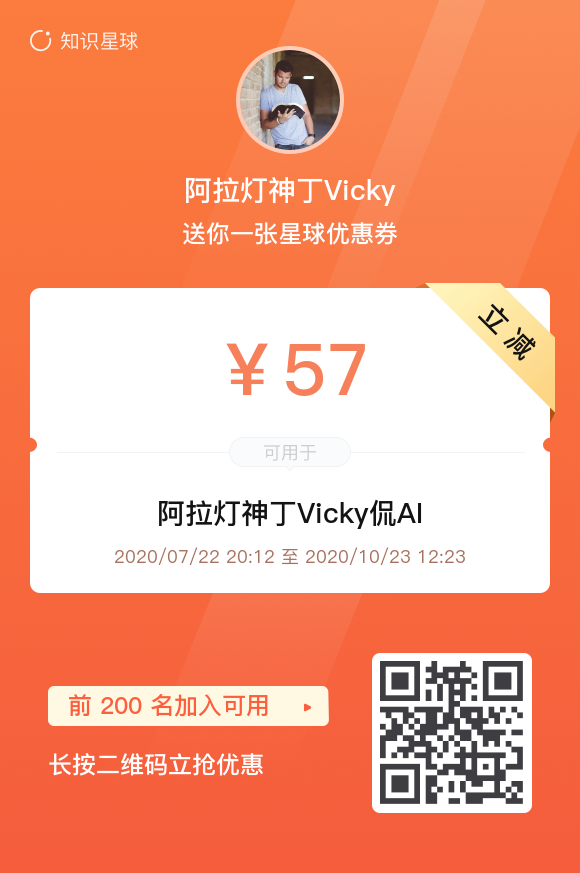 知识星球
阿拉灯神丁Vicky
送你一张星球优惠券
立减
¥57
可用于
阿拉灯神丁Vicky侃AI
2020/07/22 20:12 至 2020/10/23 12:23
前 200 名加入可用
长按二维码立抢优惠